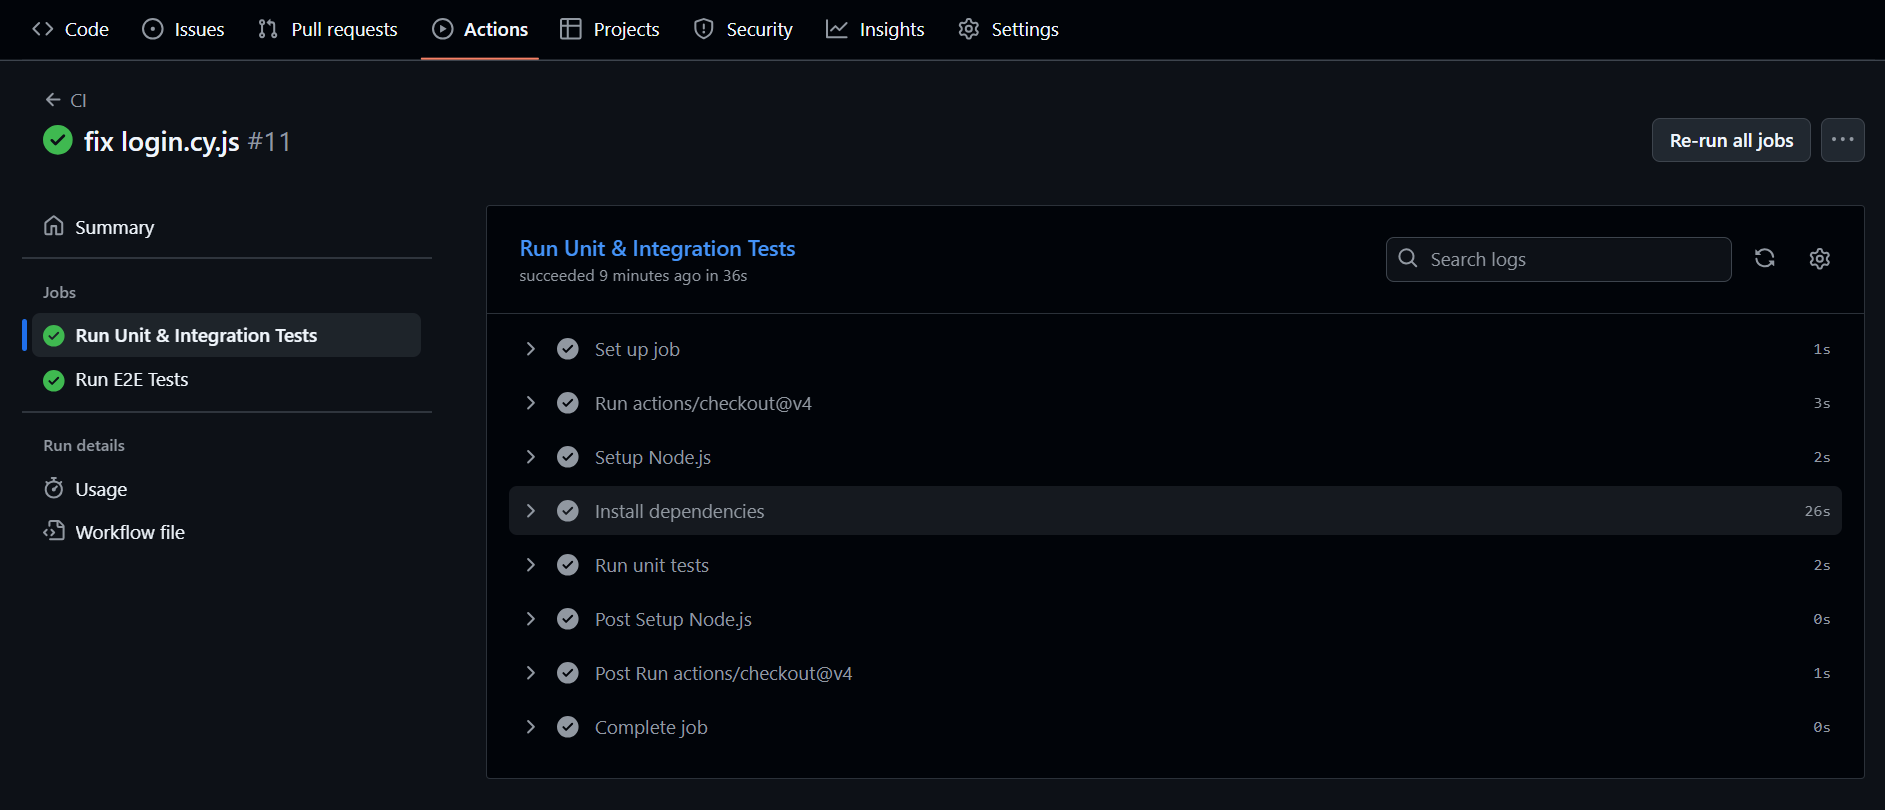 Code Issues Pull requests Actions Projects Security Insights Settings
CI
fix login.cy.js #11
Re-run all jobs
Summary
Jobs
Run Unit & Integration Tests
Run E2E Tests
Run details
Usage
Workflow file
Run Unit & Integration Tests
succeeded 9 minutes ago in 36s
Search logs
Set up job 1s
Run actions/checkout@v4 3s
Setup Node.js 2s
Install dependencies 26s
Run unit tests 2s
Post Setup Node.js 0s
Post Run actions/checkout@v4 1s
Complete job 0s